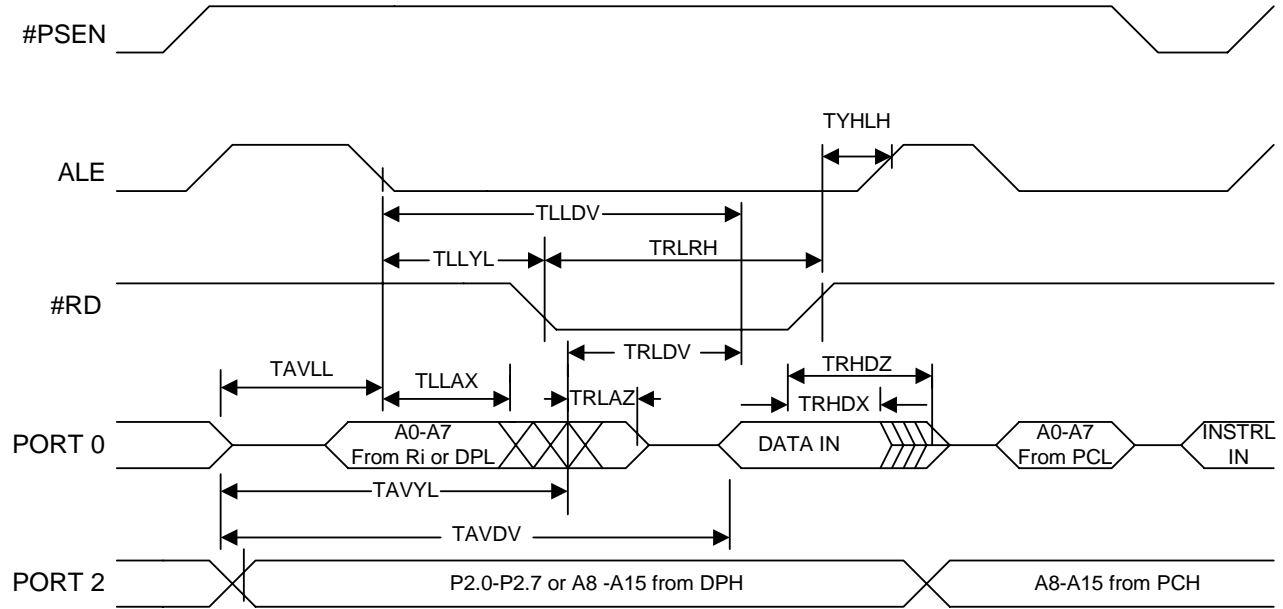 #PSEN
TYHLH
ALE
TLLDV
TLLYL
TRLRH
#RD
TRLDV
TAVLL
TLLAX
TRHDZ
TRLAZ
TRHDX
PORT 0
A0-A7
From Ri or DPL
DATA IN
A0-A7
From PCL
INSTRL
IN
TAVYL
TAVDV
PORT 2
P2.0-P2.7 or A8 -A15 from DPH
A8-A15 from PCH